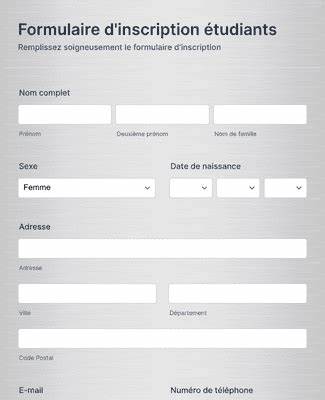 Formulaire d'inscription étudiants
Remplissez soigneusement le formulaire d'inscription
Nom complet
Prénom Deuxième prénom Nom de famille
Sexe Date de naissance
Femme
Adresse
Adresse
Ville Département
Code Postal
E-mail Numéro de téléphone